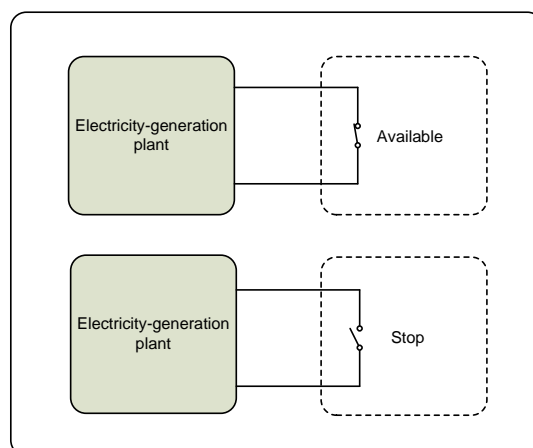 Electricity-generation
plant
Available
Electricity-generation
plant
Stop